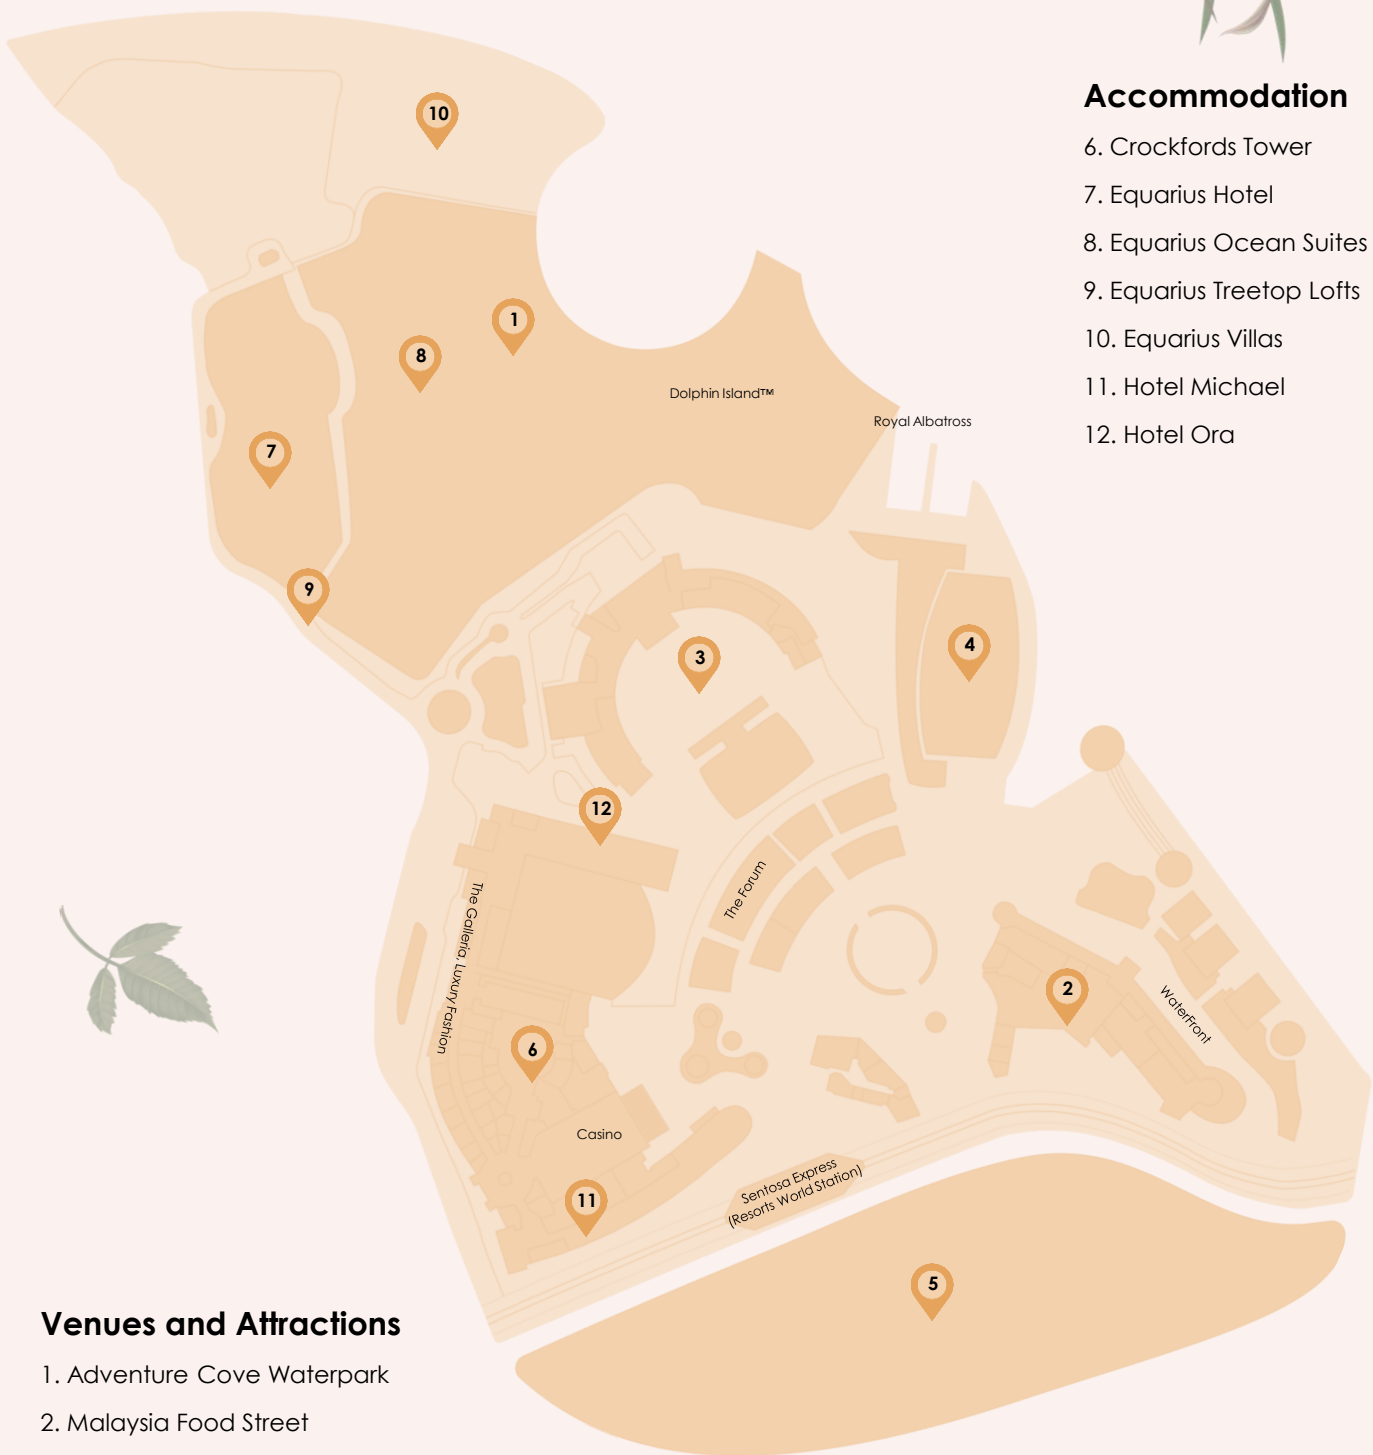 Accommodation
6. Crockfords Tower
7. Equarius Hotel
8. Equarius Ocean Suites
9. Equarius Treetop Lofts
10. Equarius Villas
11. Hotel Michael
12. Hotel Ora
10
1
8
Dolphin Island™
Royal Albatross
7
9
3
4
12
The Forum
The Galleria, Luxury Fashion
2
WaterFront
6
Casino
Sentosa Express
(Resorts World Station)
11
5
Venues and Attractions
1. Adventure Cove Waterpark
2. Malaysia Food Street